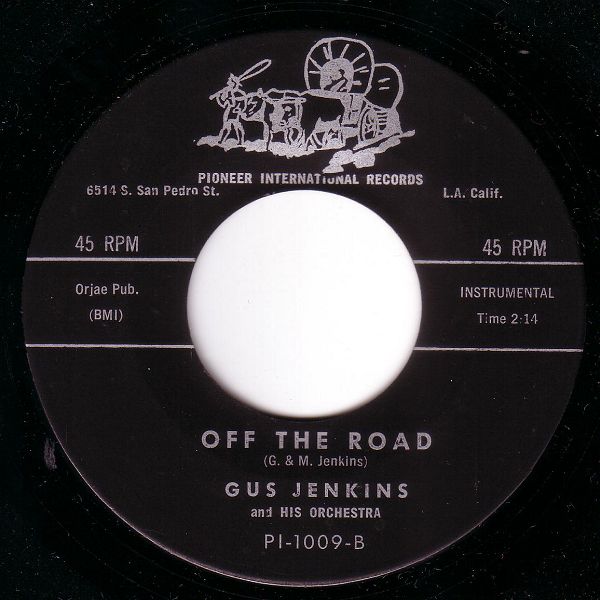 PIONEER INTERNATIONAL RECORDS
6514 S. San Pedro St.
L.A. Calif.
45 RPM
45 RPM
Orjae Pub.
(BMI)
INSTRUMENTAL
Time 2:14
OFF THE ROAD
(G. & M. Jenkins)
GUS JENKINS
and HIS ORCHESTRA
PI-1009-B